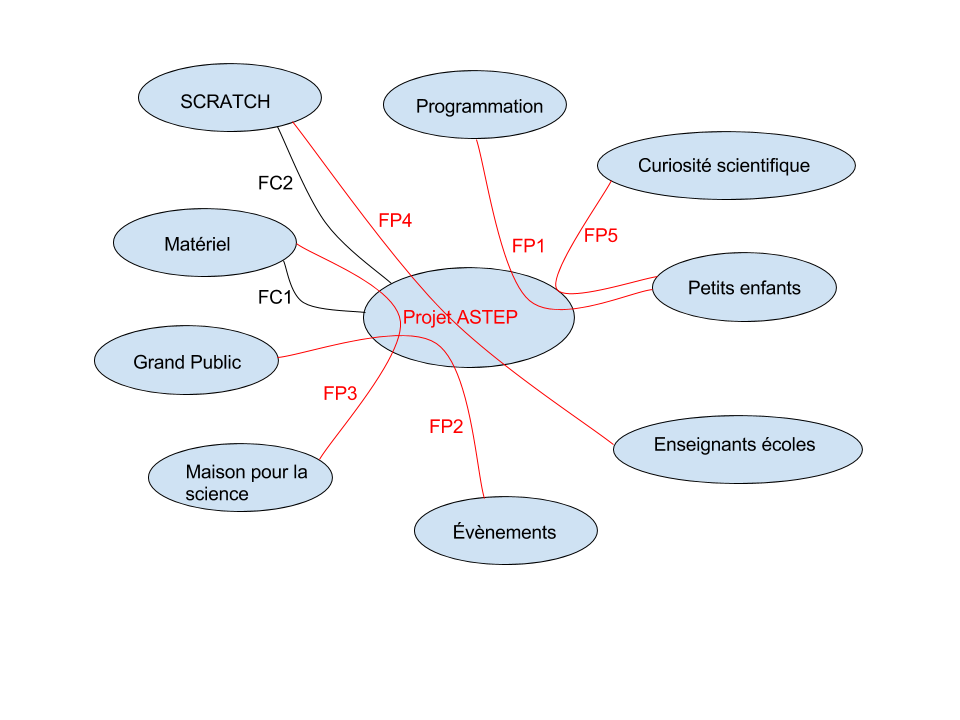 SCRATCH
Programmation
Curiosité scientifique
FC2
FP4
FP1
FP5
Matériel
Petits enfants
FC1
Projet ASTEP
Grand Public
FP3
FP2
Enseignants écoles
Maison pour la
science
Évènements